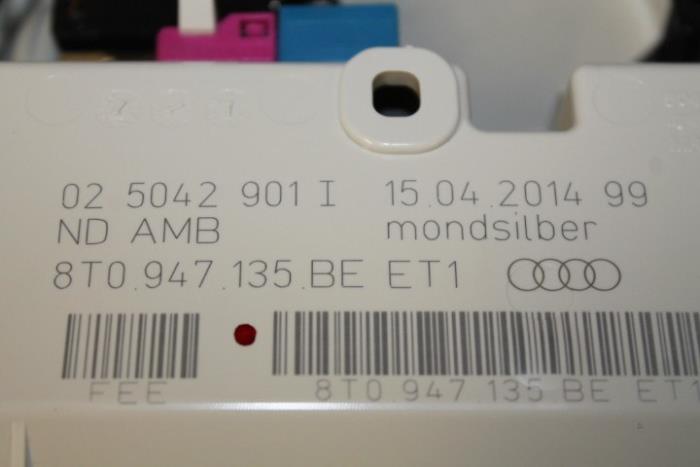 02 5042 901 I 15.04.2014 99
ND AMB mondsilber
8T0.947.135.BE ET1
FEE 8T0.947.135 BE ET1